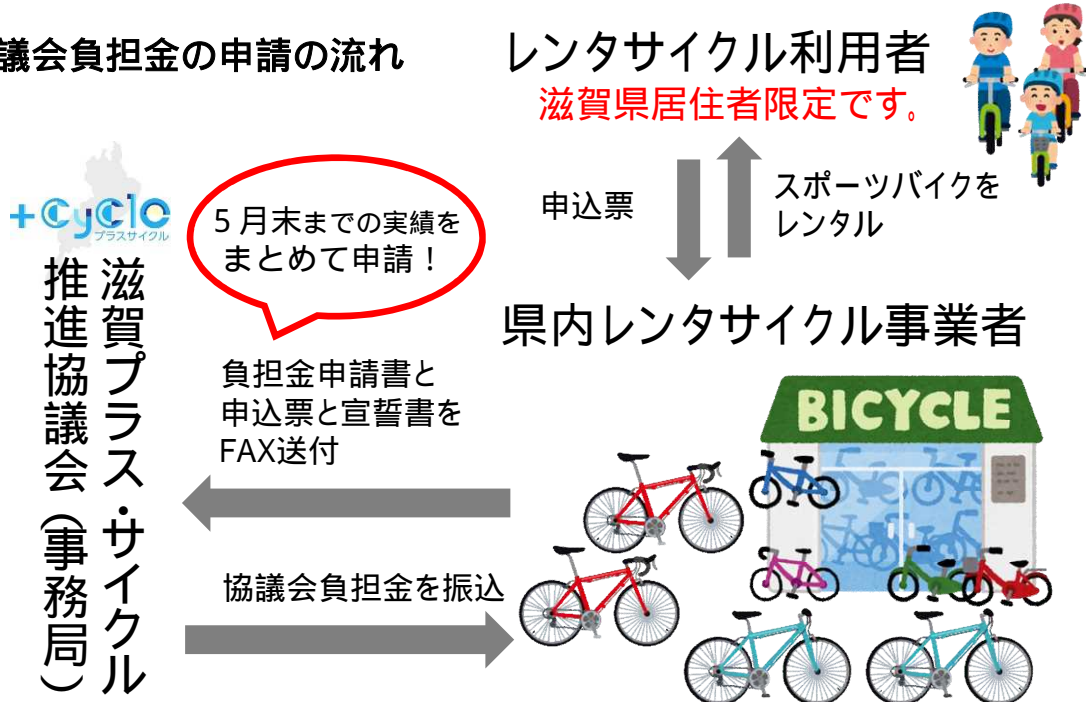 議会負担金の申請の流れ
レンタサイクル利用者
滋賀県居住者限定です。
申込票
スポーツバイクを
レンタル
+Cyclo
プラスサイクル
5月末までの実績を
まとめて申請！
滋賀プラス・サイクル
推進協議会(事務局)
県内レンタサイクル事業者
負担金申請書と
申込票と宣誓書を
FAX送付
BICYCLE
協議会負担金を振込